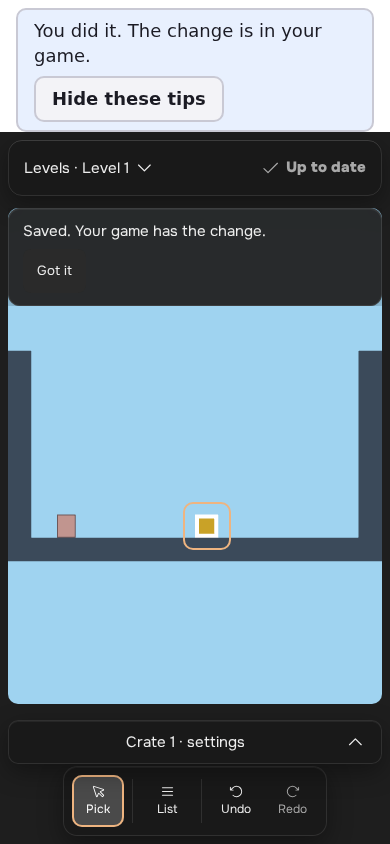 You did it. The change is in your
game.
Hide these tips
Levels · Level 1
Up to date
Saved. Your game has the change.
Got it
Crate 1 · settings
Pick
List
Undo
Redo